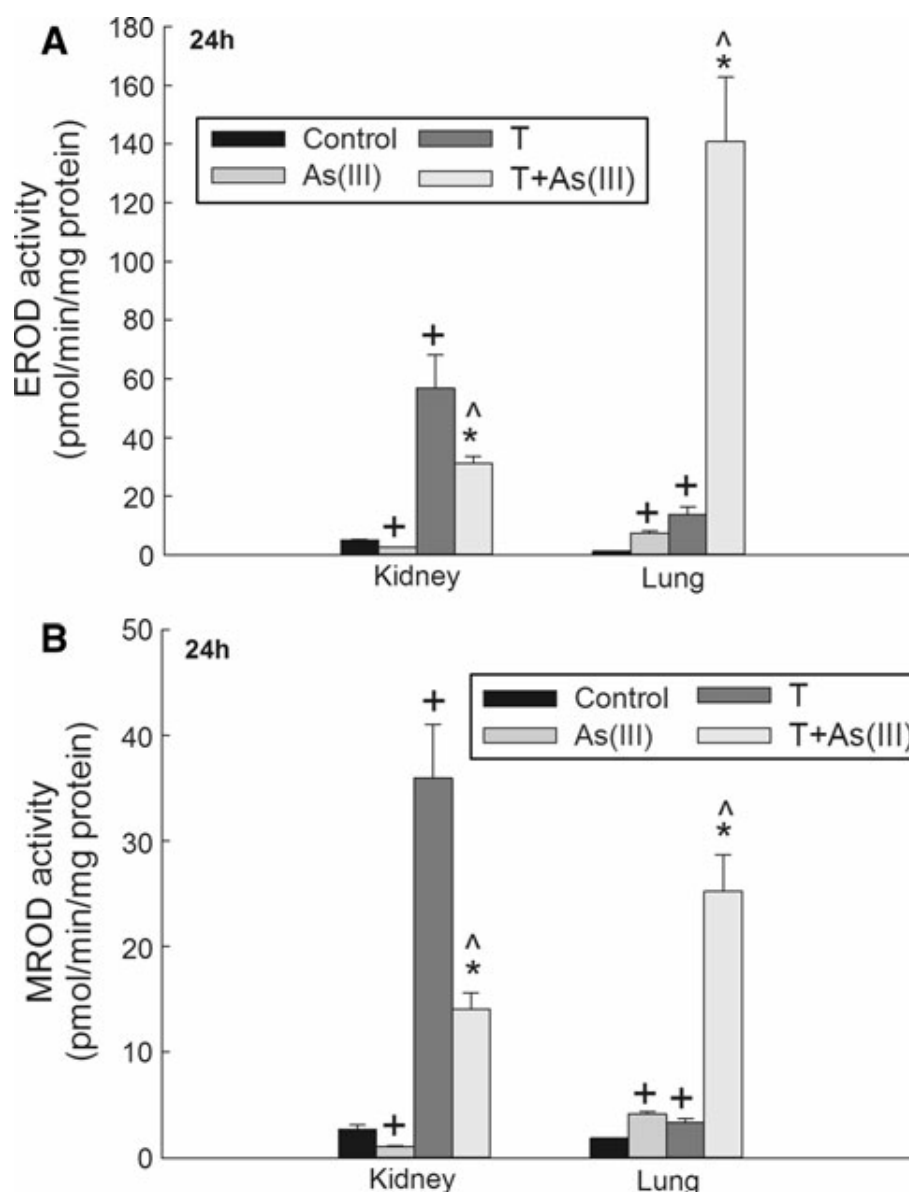 A
24h
EROD activity
(pmol/min/mg protein)
180
160
140
120
100
80
60
40
20
0
Control T
As(III) T+As(III)
+
+
^
*
+
+
^
*
Kidney Lung
B
24h
MROD activity
(pmol/min/mg protein)
50
40
30
20
10
0
Control T
As(III) T+As(III)
+
+
^
*
+
+
^
*
Kidney Lung